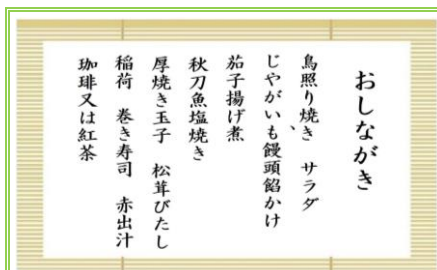 おしながき
鳥照り焼き サラダ
じゃがいも饅頭餡かけ
茄子揚げ煮
秋刀魚塩焼き
厚焼き玉子 松茸びたし
稲荷 巻き寿司 赤出汁
珈琲又は紅茶